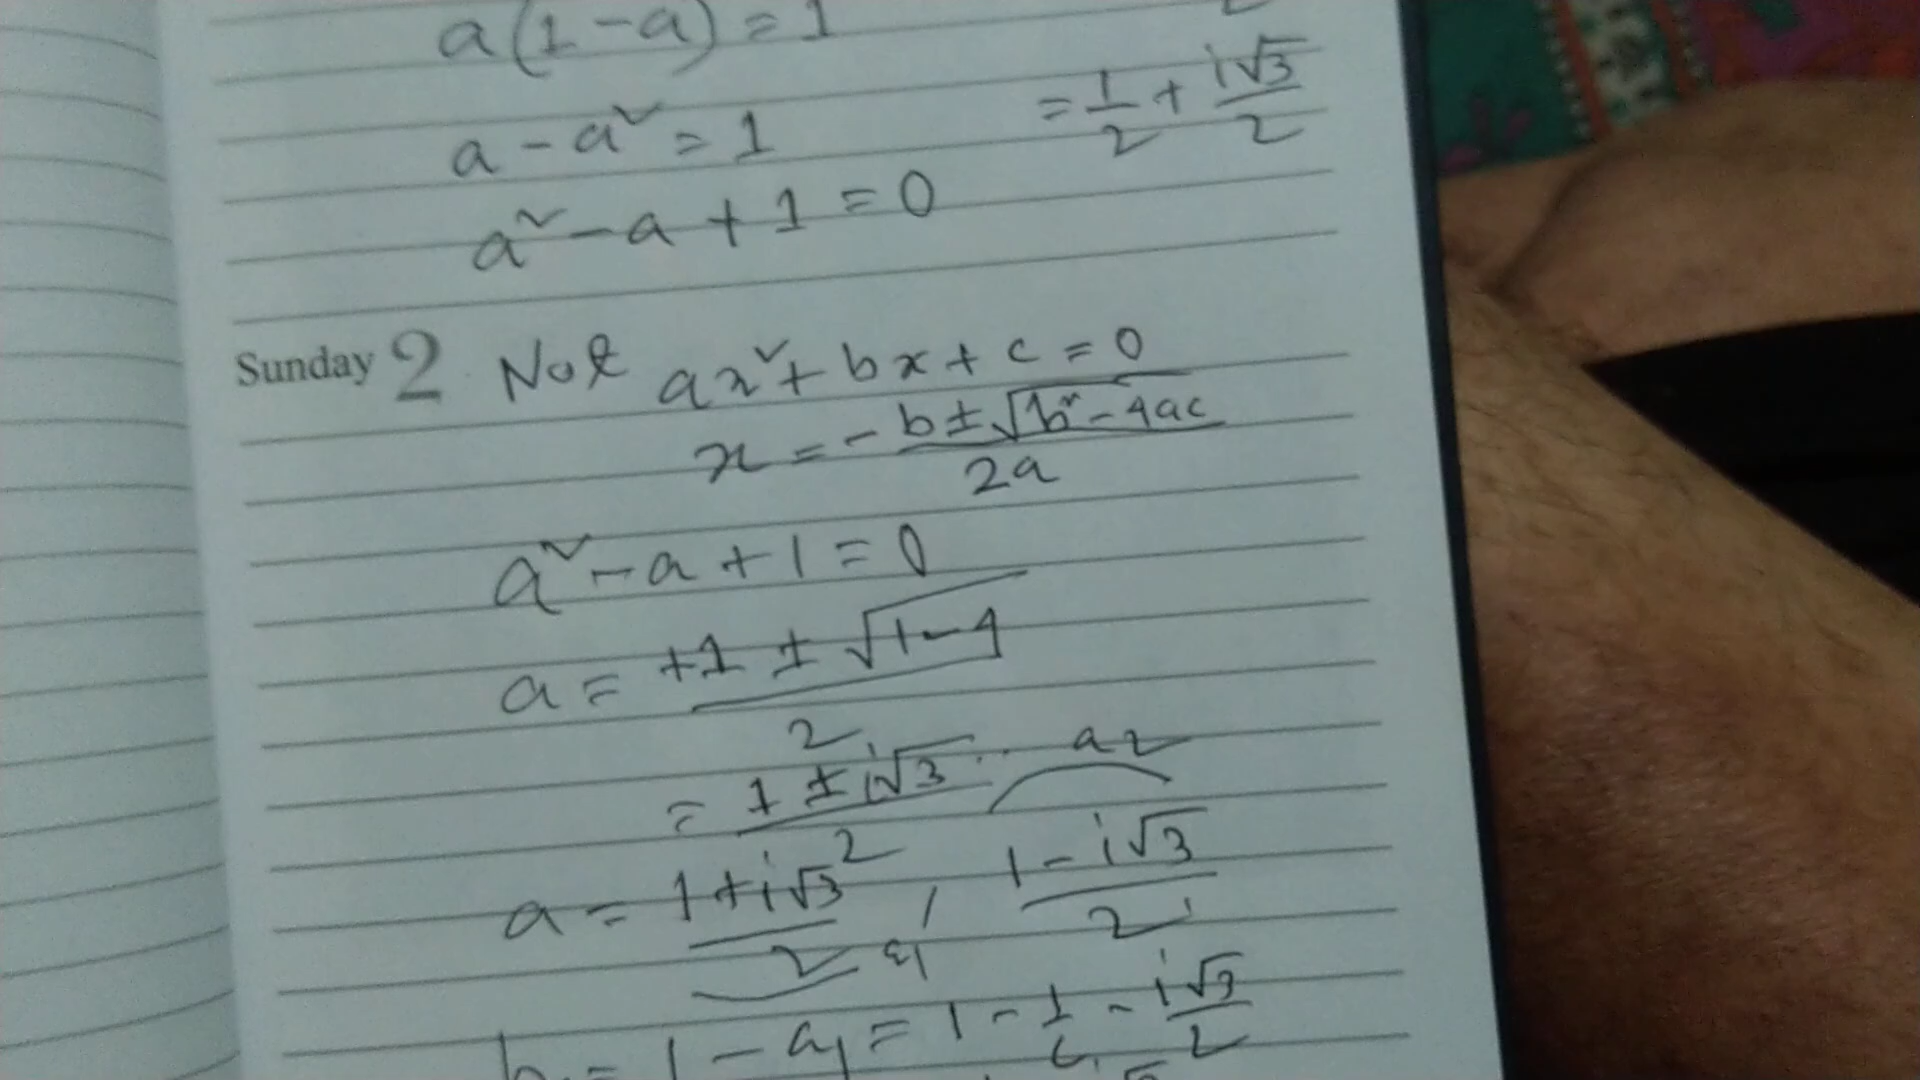 a(1-a) = 1
= 1/2 + i√3/2
a - a² = 1
a² - a + 1 = 0
Sunday 2 Not ax² + bx + c = 0
x = -b ± √b² - 4ac / 2a
a² - a + 1 = 0
a = +1 ± √1-4 / 2
= 1 ± i√3 / 2
a2
a = 1+i√3 / 2 , 1 - i√3 / 2
a1
= 1 - a1 = 1 - 1/2 - i√3/2